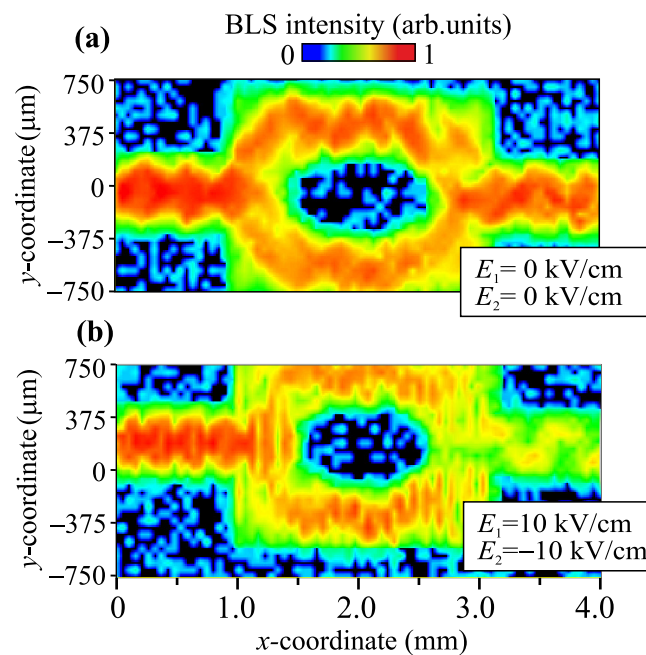 BLS intensity (arb.units)
(a) 0 1
750
375
0
−375
−750
y-coordinate (μm)
E₁= 0 kV/cm
E₂= 0 kV/cm
(b)
750
375
0
−375
−750
y-coordinate (μm)
E₁=10 kV/cm
E₂=−10 kV/cm
0 1.0 2.0 3.0 4.0
x-coordinate (mm)